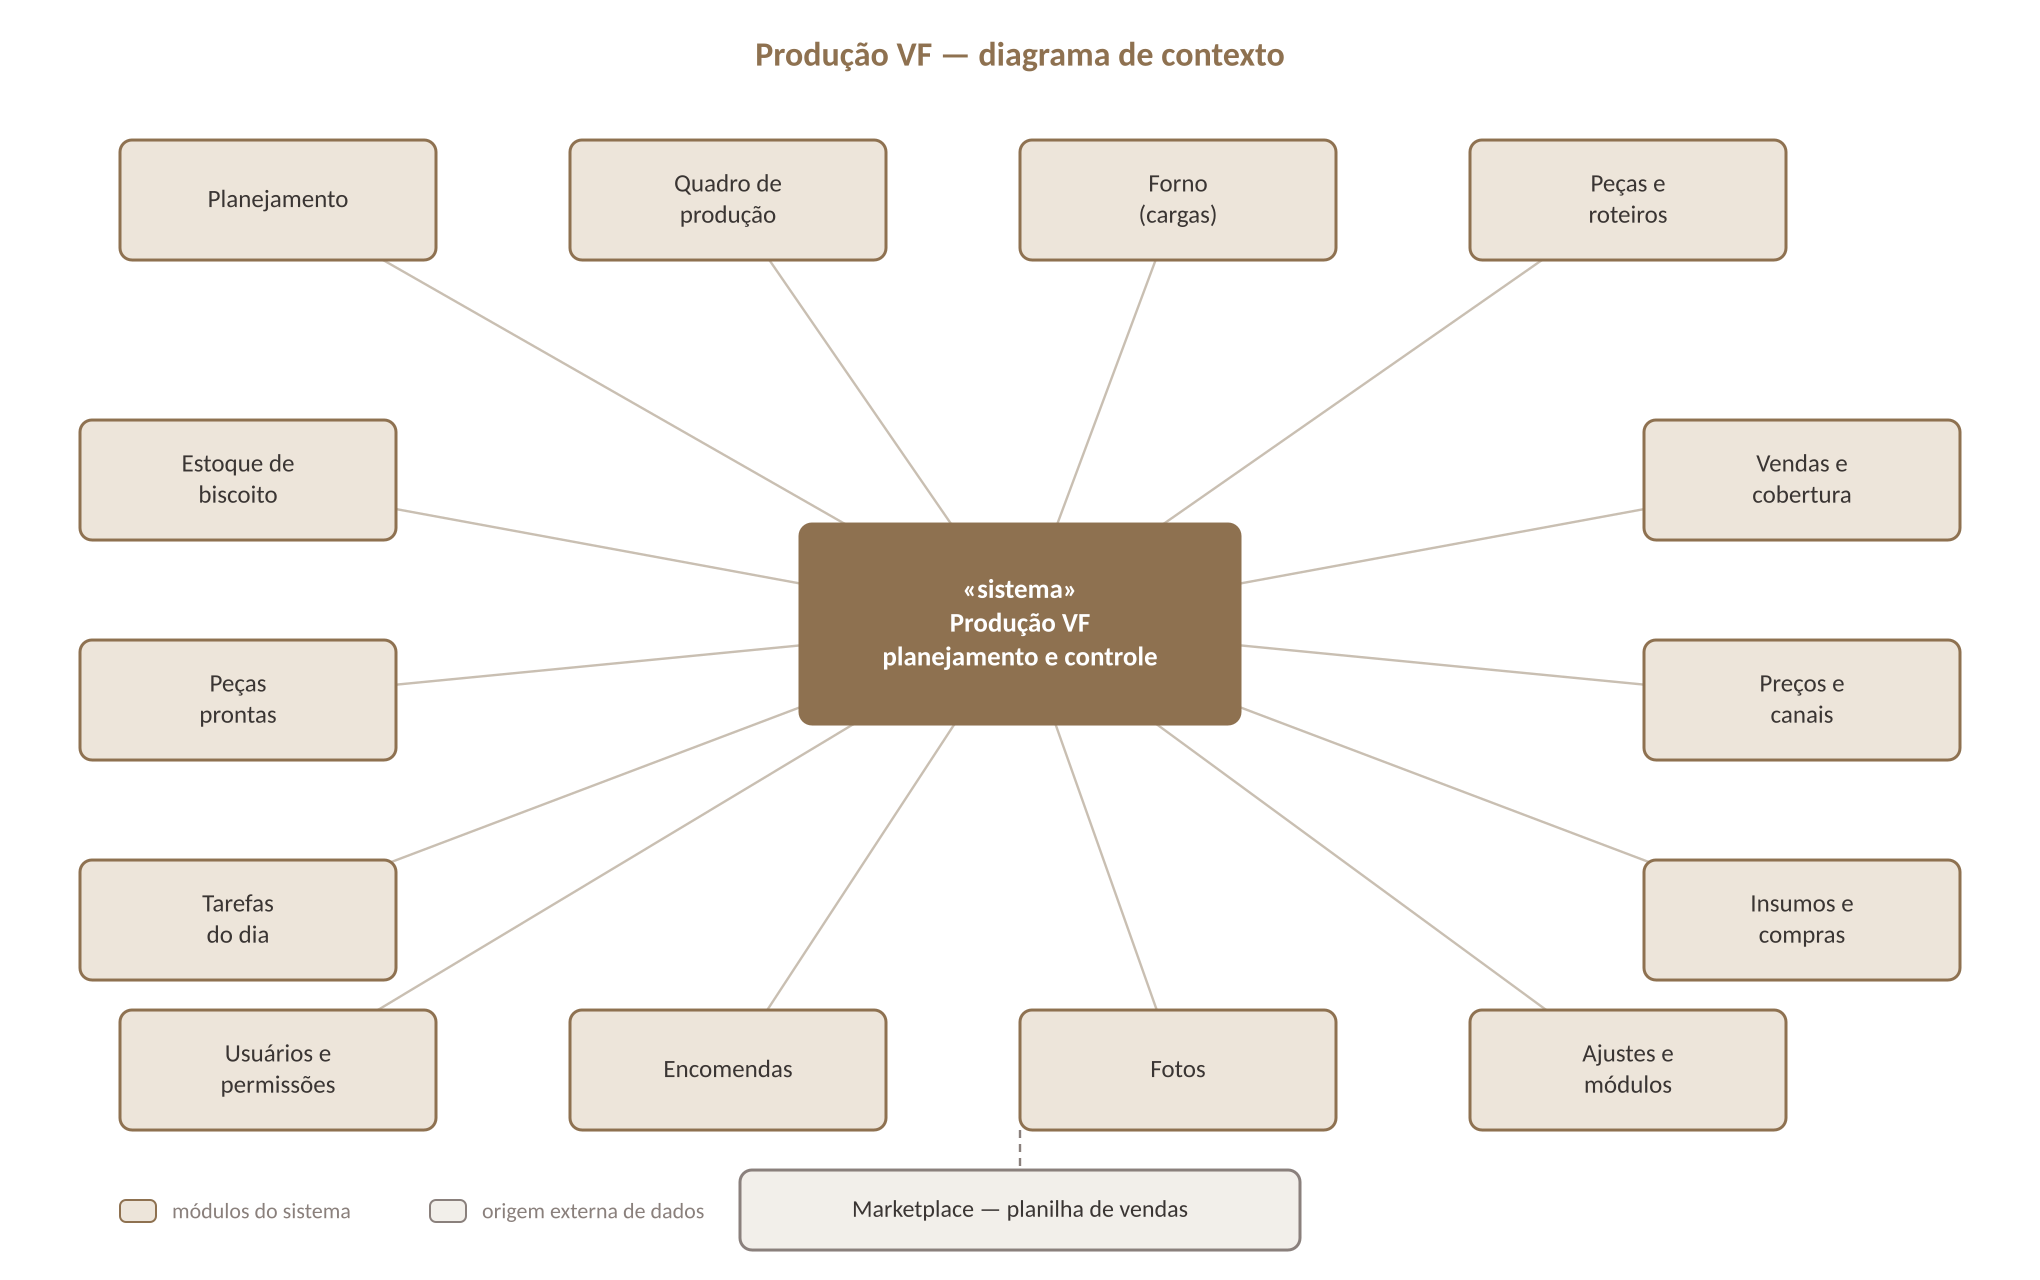 Produção VF — diagrama de contexto
Planejamento
Quadro de
produção
Forno
(cargas)
Peças e
roteiros
Estoque de
biscoito
Vendas e
cobertura
«sistema»
Produção VF
planejamento e controle
Peças
prontas
Preços e
canais
Tarefas
do dia
Insumos e
compras
Usuários e
permissões
Encomendas
Fotos
Ajustes e
módulos
módulos do sistema
origem externa de dados
Marketplace — planilha de vendas